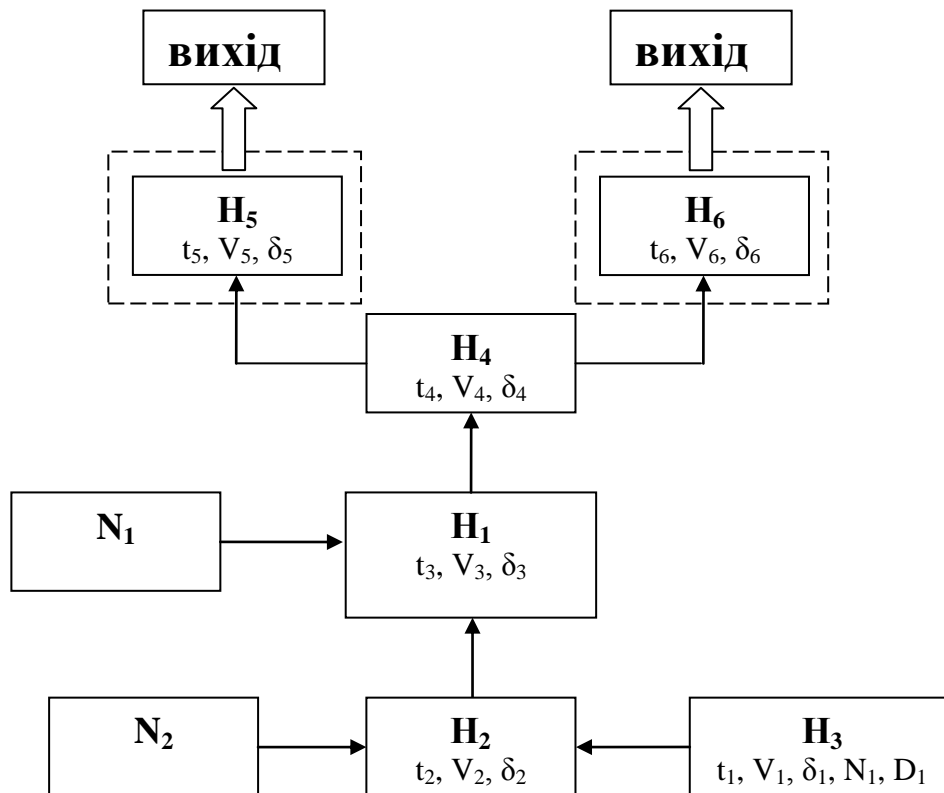 вихід
вихід
H₅
t₅, V₅, δ₅
H₆
t₆, V₆, δ₆
H₄
t₄, V₄, δ₄
N₁
H₁
t₃, V₃, δ₃
N₂
H₂
t₂, V₂, δ₂
H₃
t₁, V₁, δ₁, N₁, D₁